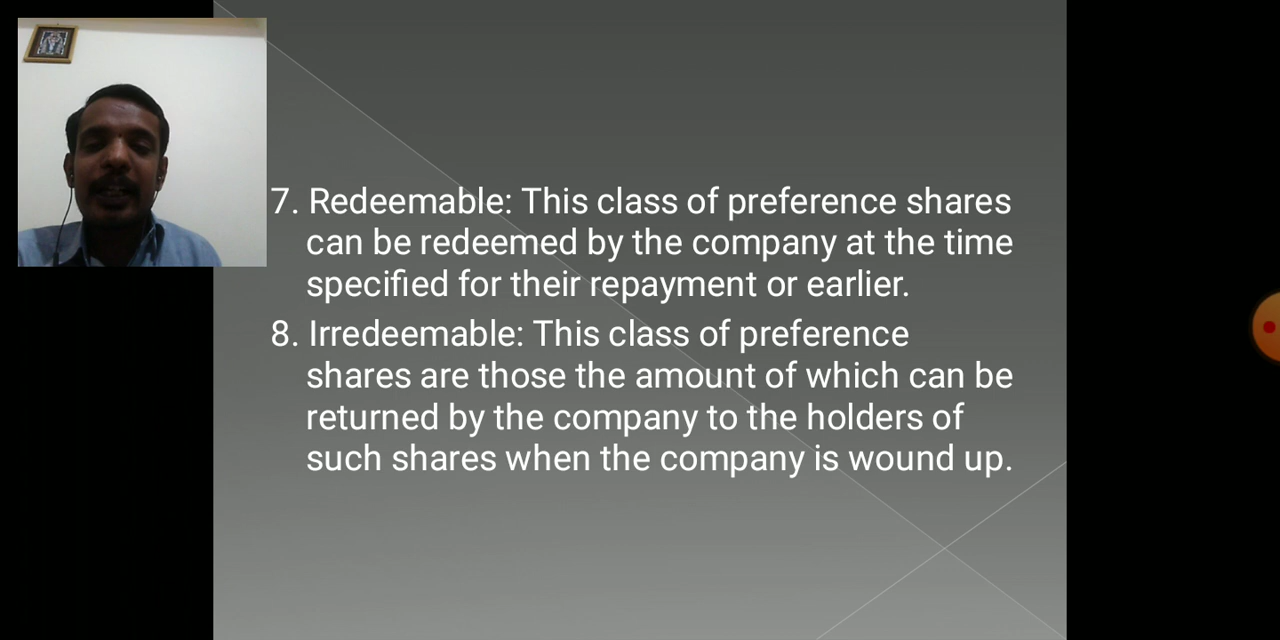 7. Redeemable: This class of preference shares
can be redeemed by the company at the time
specified for their repayment or earlier.
8. Irredeemable: This class of preference
shares are those the amount of which can be
returned by the company to the holders of
such shares when the company is wound up.